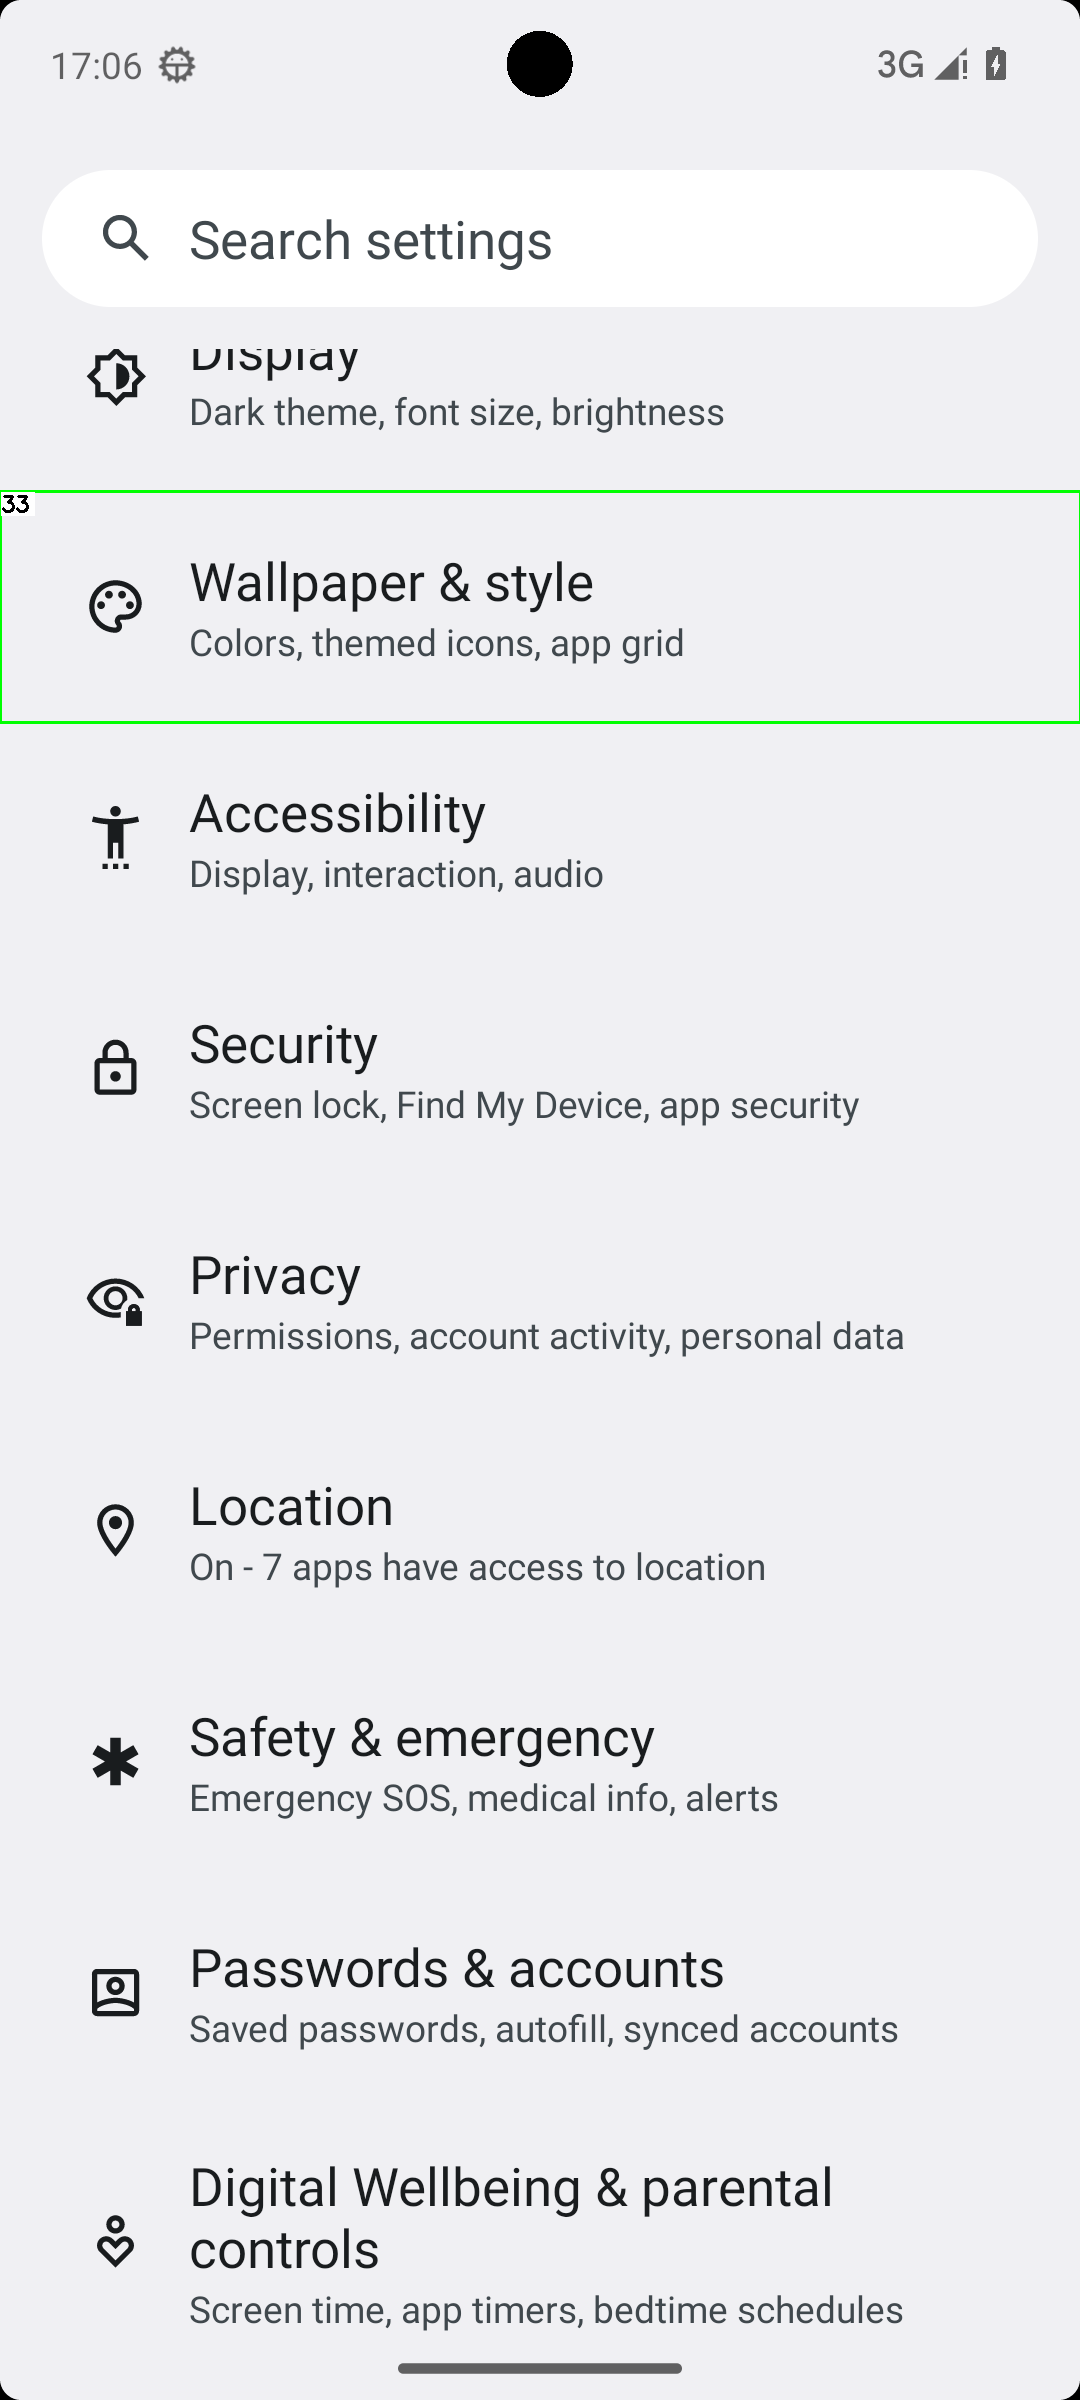 17:06
3G
Search settings
Display
Dark theme, font size, brightness
33
Wallpaper & style
Colors, themed icons, app grid
Accessibility
Display, interaction, audio
Security
Screen lock, Find My Device, app security
Privacy
Permissions, account activity, personal data
Location
On - 7 apps have access to location
Safety & emergency
Emergency SOS, medical info, alerts
Passwords & accounts
Saved passwords, autofill, synced accounts
Digital Wellbeing & parental
controls
Screen time, app timers, bedtime schedules